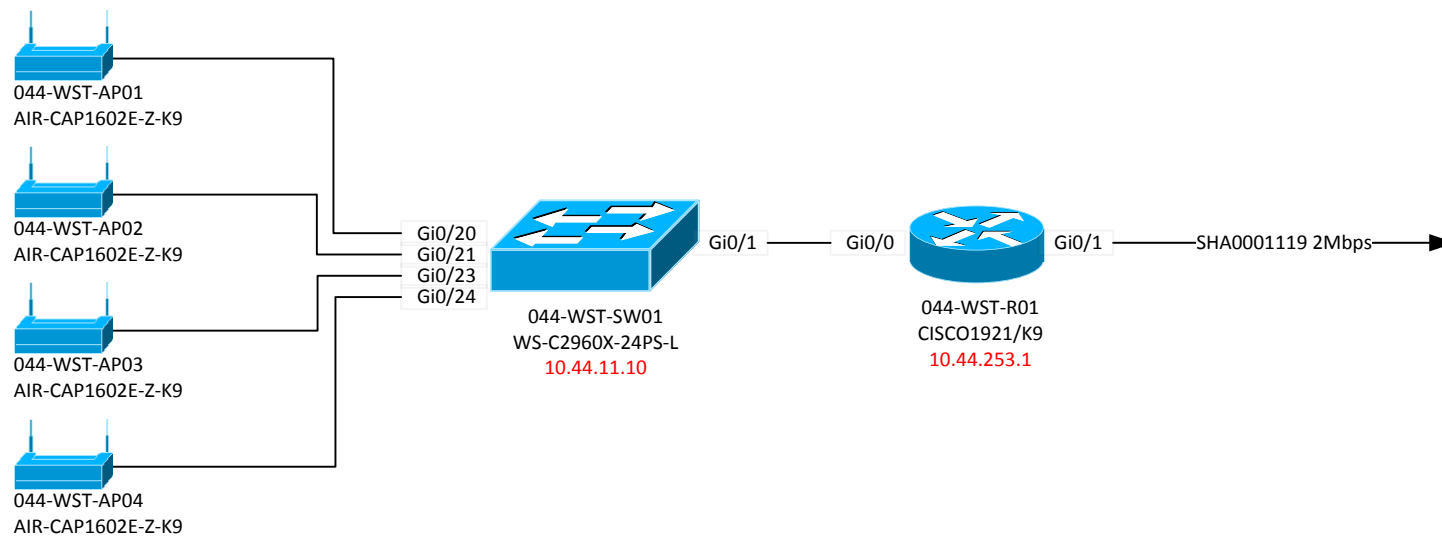 044-WST-AP01
AIR-CAP1602E-Z-K9
044-WST-AP02
AIR-CAP1602E-Z-K9
044-WST-AP03
AIR-CAP1602E-Z-K9
044-WST-AP04
AIR-CAP1602E-Z-K9
Gi0/20
Gi0/21
Gi0/23
Gi0/24
044-WST-SW01
WS-C2960X-24PS-L
10.44.11.10
Gi0/1
Gi0/0
044-WST-R01
CISCO1921/K9
10.44.253.1
Gi0/1
SHA0001119 2Mbps